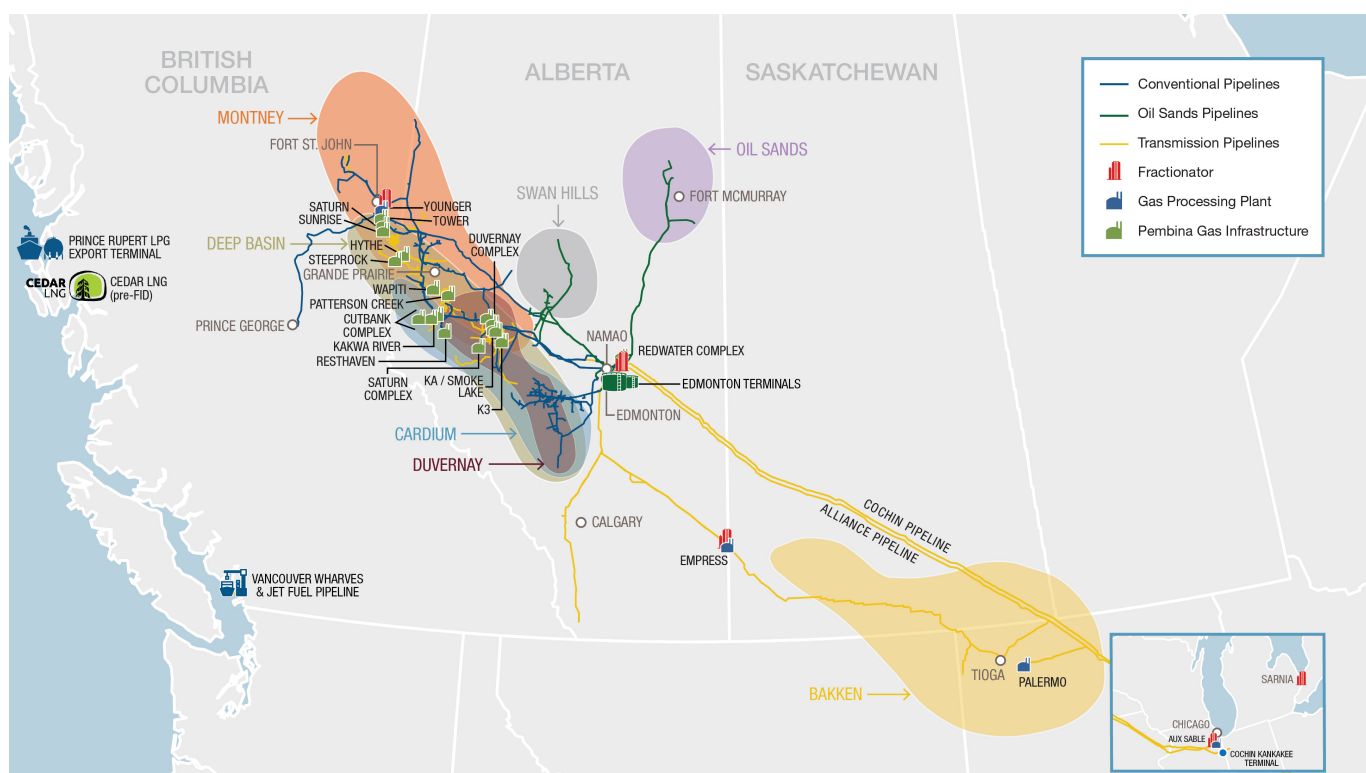 BRITISH
COLUMBIA
ALBERTA
SASKATCHEWAN
Conventional Pipelines
Oil Sands Pipelines
Transmission Pipelines
Fractionator
Gas Processing Plant
Pembina Gas Infrastructure
MONTNEY
FORT ST. JOHN
OIL SANDS
SWAN HILLS
FORT MCMURRAY
SATURN
SUNRISE
YOUNGER
TOWER
DEEP BASIN
HYTHE
STEEPROCK
GRANDE PRAIRIE
DUVERNAY
COMPLEX
PRINCE RUPERT LPG
EXPORT TERMINAL
CEDAR
LNG
CEDAR LNG
(pre-FID)
WAPITI
PATTERSON CREEK
CUTBANK
COMPLEX
PRINCE GEORGE
KAKWA RIVER
RESTHAVEN
SATURN
COMPLEX
KA / SMOKE
LAKE
K3
NAMAO
REDWATER COMPLEX
EDMONTON TERMINALS
EDMONTON
CARDIUM
DUVERNAY
CALGARY
COCHIN PIPELINE
ALLIANCE PIPELINE
EMPRESS
VANCOUVER WHARVES
& JET FUEL PIPELINE
TIOGA
PALERMO
BAKKEN
SARNIA
CHICAGO
AUX SABLE
COCHIN KANKAKEE
TERMINAL